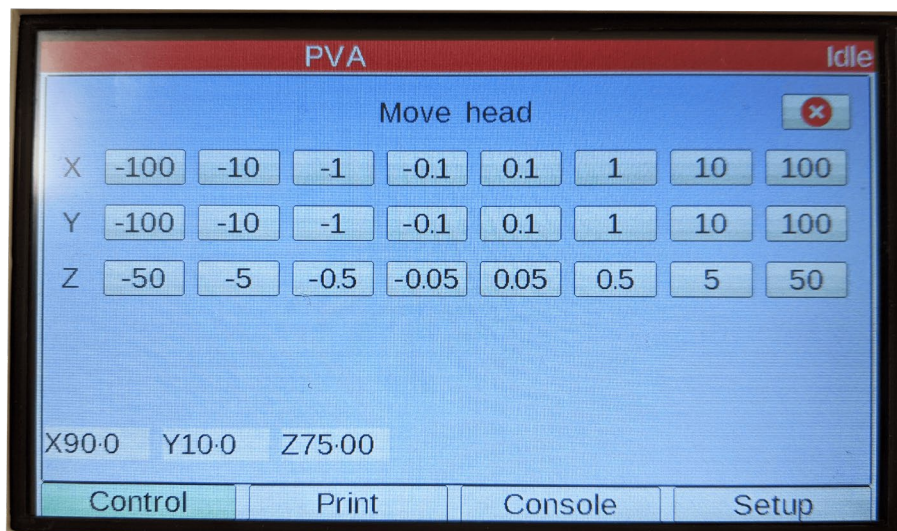 PVA Idle
Move head
X -100 -10 -1 -0.1 0.1 1 10 100
Y -100 -10 -1 -0.1 0.1 1 10 100
Z -50 -5 -0.5 -0.05 0.05 0.5 5 50
X90·0 Y10·0 Z75·00
Control Print Console Setup